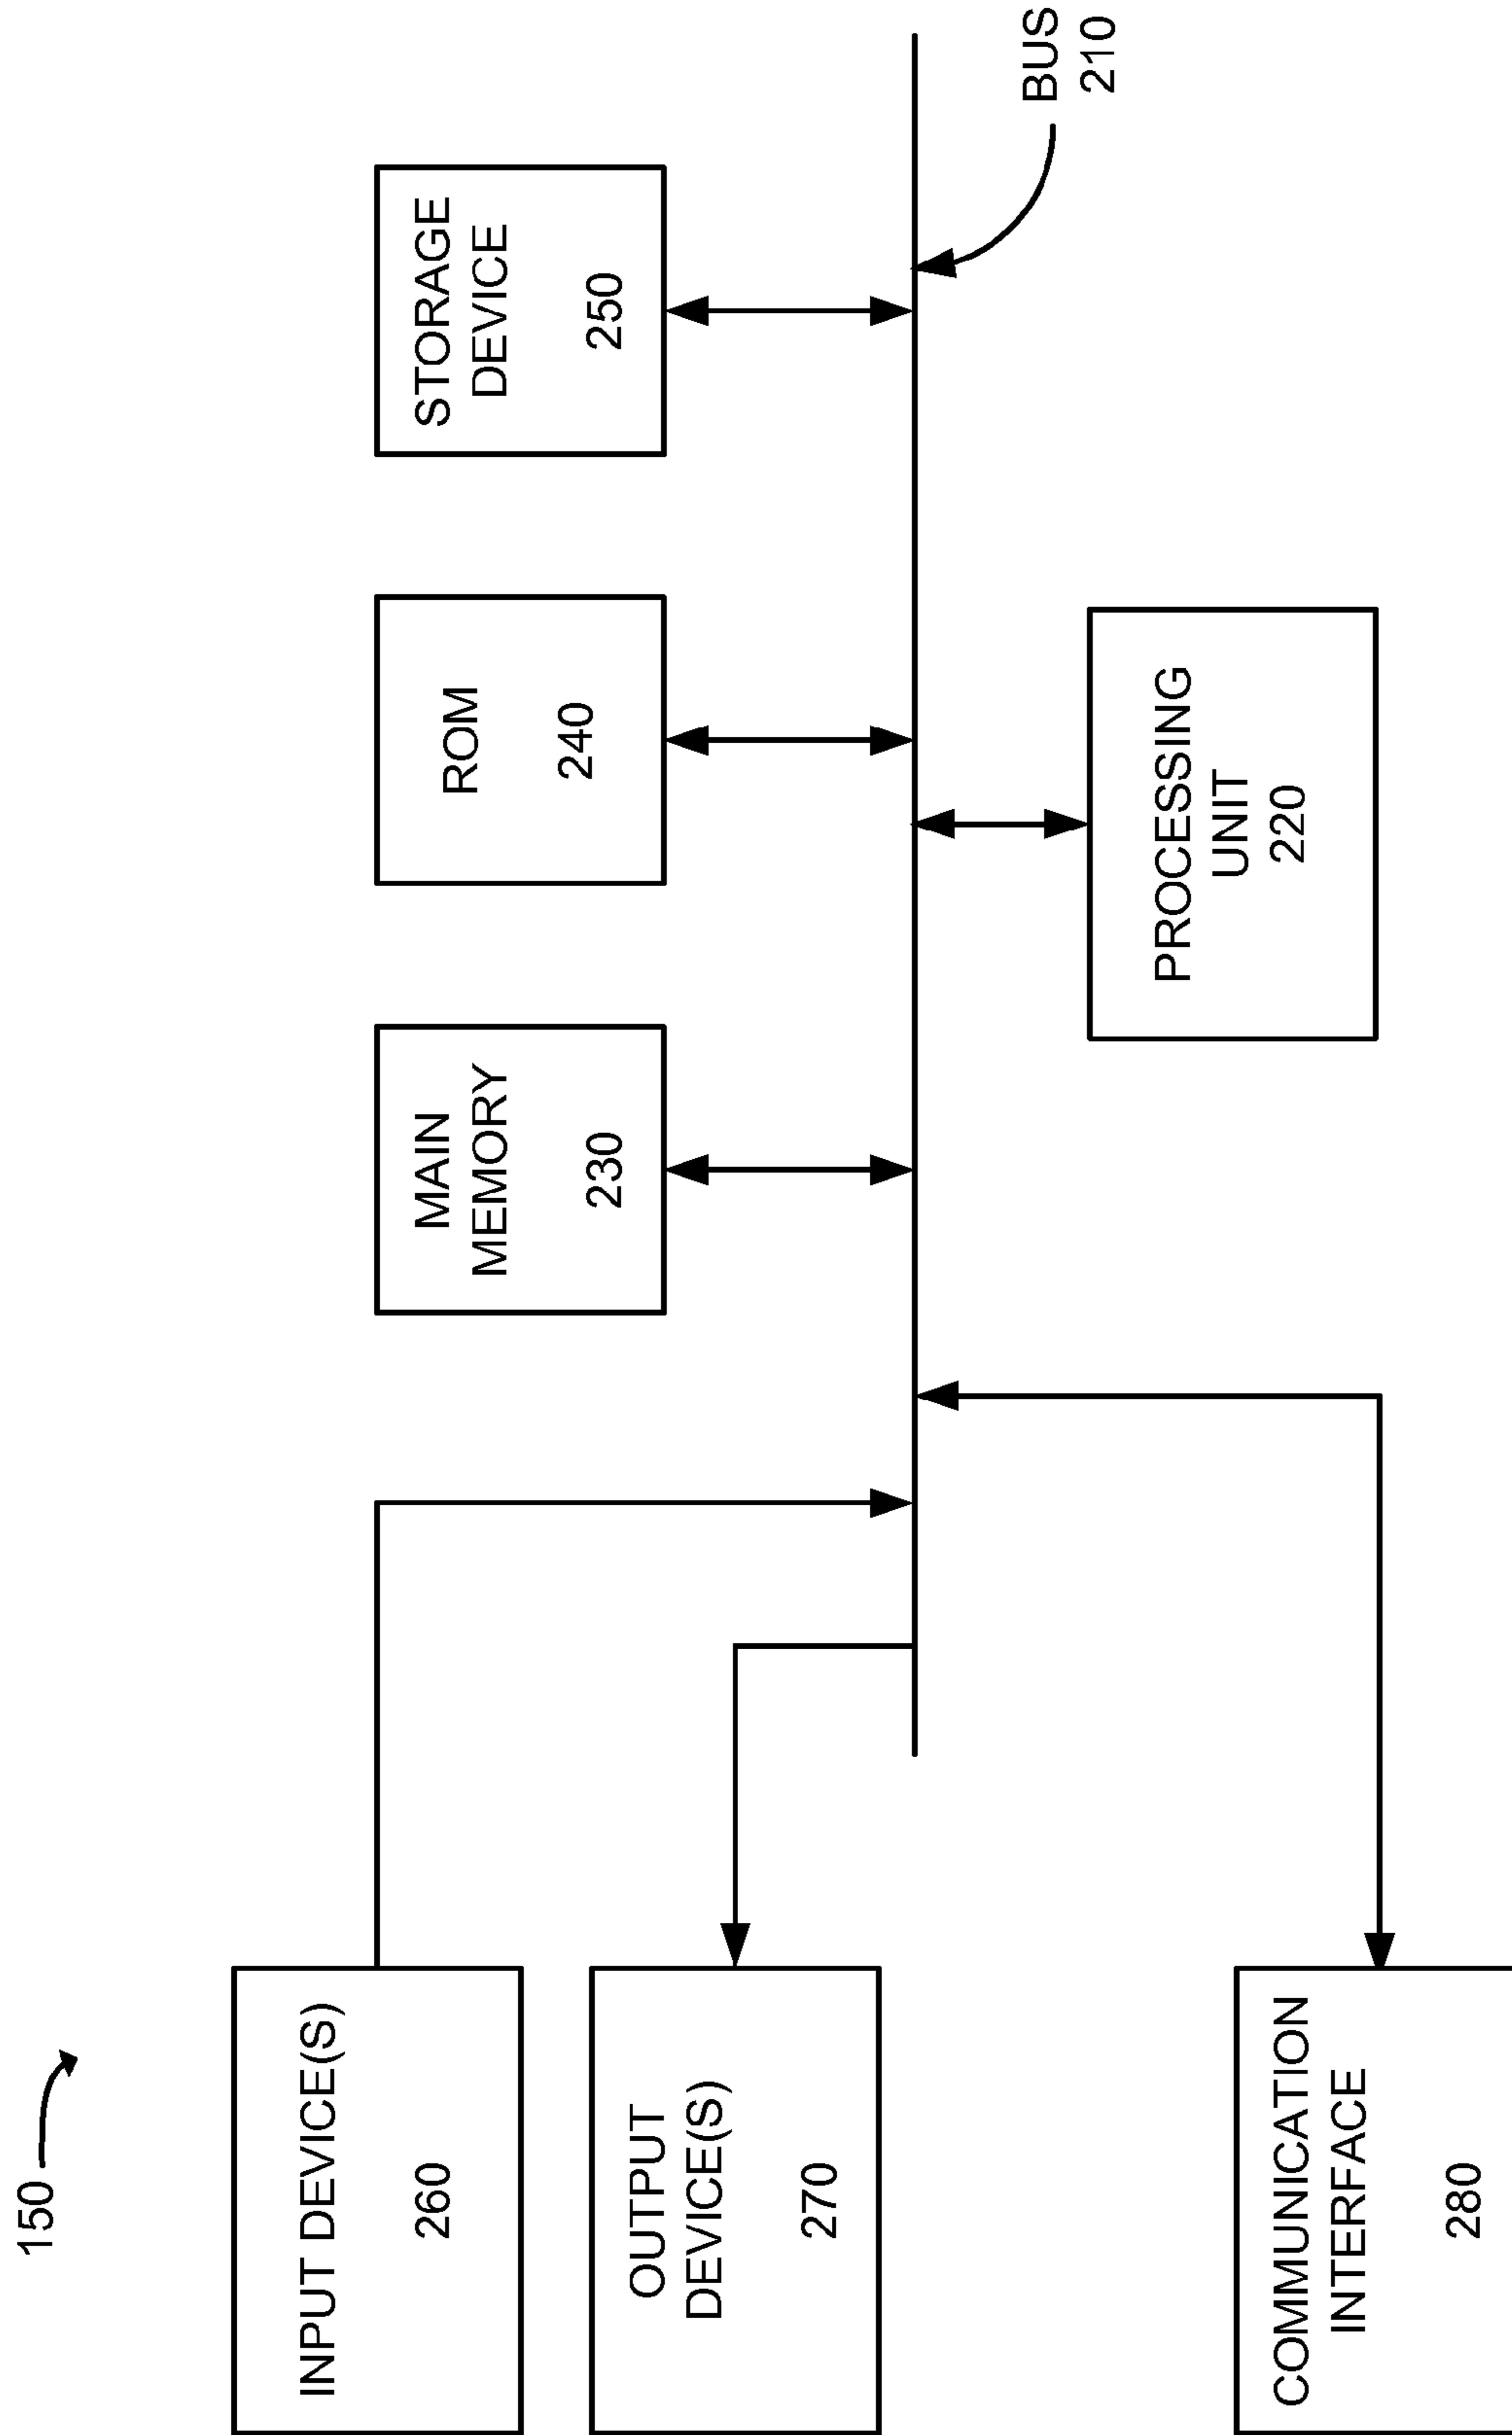 150
INPUT DEVICE(S)
260
OUTPUT
DEVICE(S)
270
COMMUNICATION
INTERFACE
280
MAIN
MEMORY
230
ROM
240
STORAGE
DEVICE
250
PROCESSING
UNIT
220
BUS
210